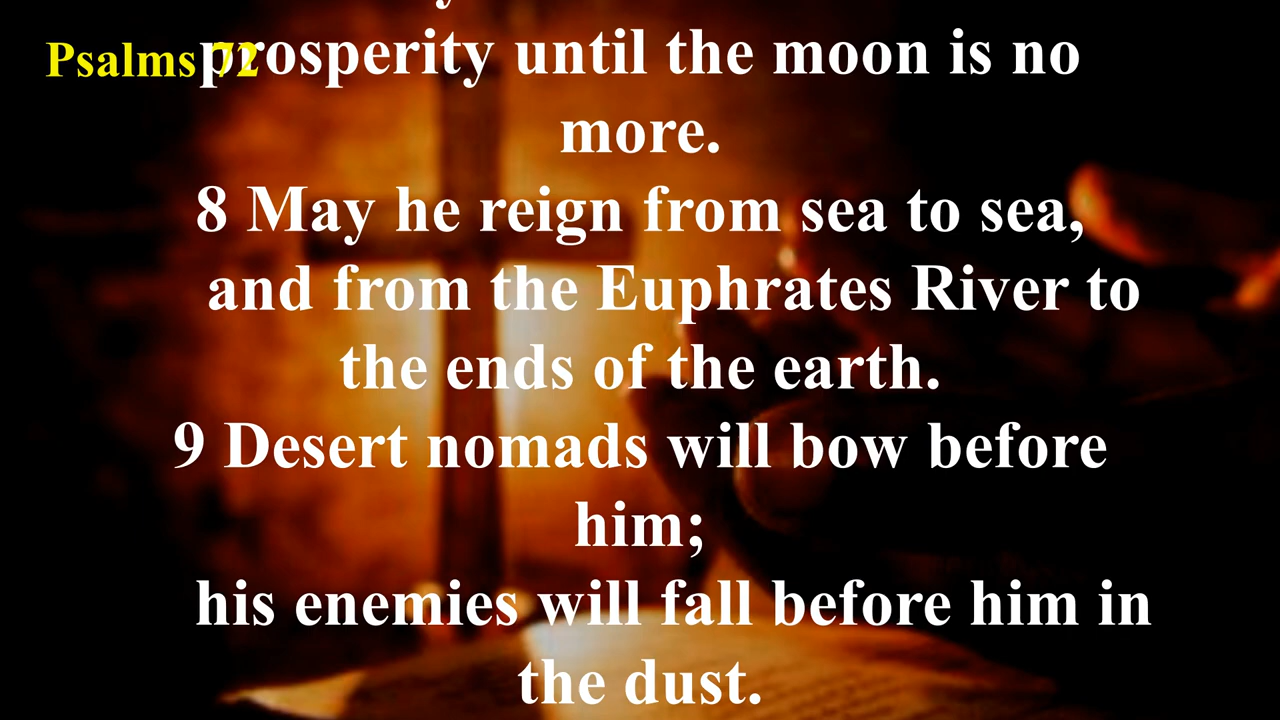 Psalms 72
prosperity until the moon is no
more.
8 May he reign from sea to sea,
and from the Euphrates River to
the ends of the earth.
9 Desert nomads will bow before
him;
his enemies will fall before him in
the dust.